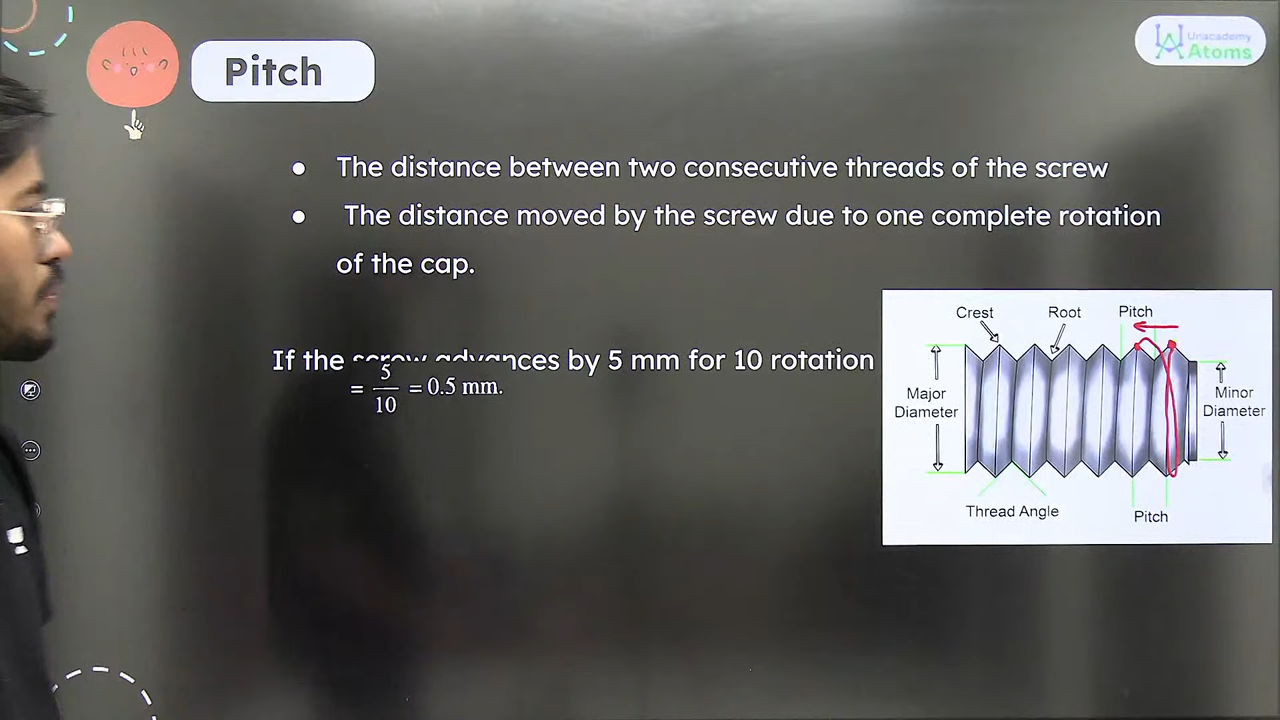 Pitch
Unacademy
Atoms
The distance between two consecutive threads of the screw
The distance moved by the screw due to one complete rotation
of the cap.
If the screw advances by 5 mm for 10 rotation
= 5/10 = 0.5 mm.
Crest
Root
Pitch
Major
Diameter
Minor
Diameter
Thread Angle
Pitch